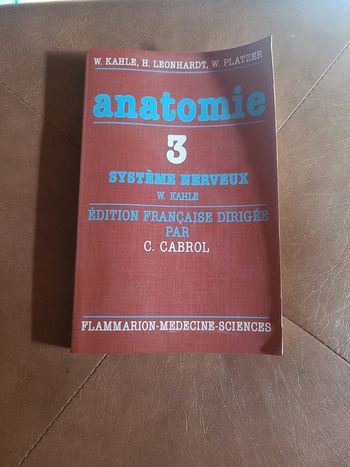 W. KAHLE, H. LEONHARDT, W. PLATZER
anatomie
3
SYSTÈME NERVEUX
W. KAHLE
ÉDITION FRANÇAISE DIRIGÉE
PAR
C. CABROL
FLAMMARION-MEDECINE-SCIENCES